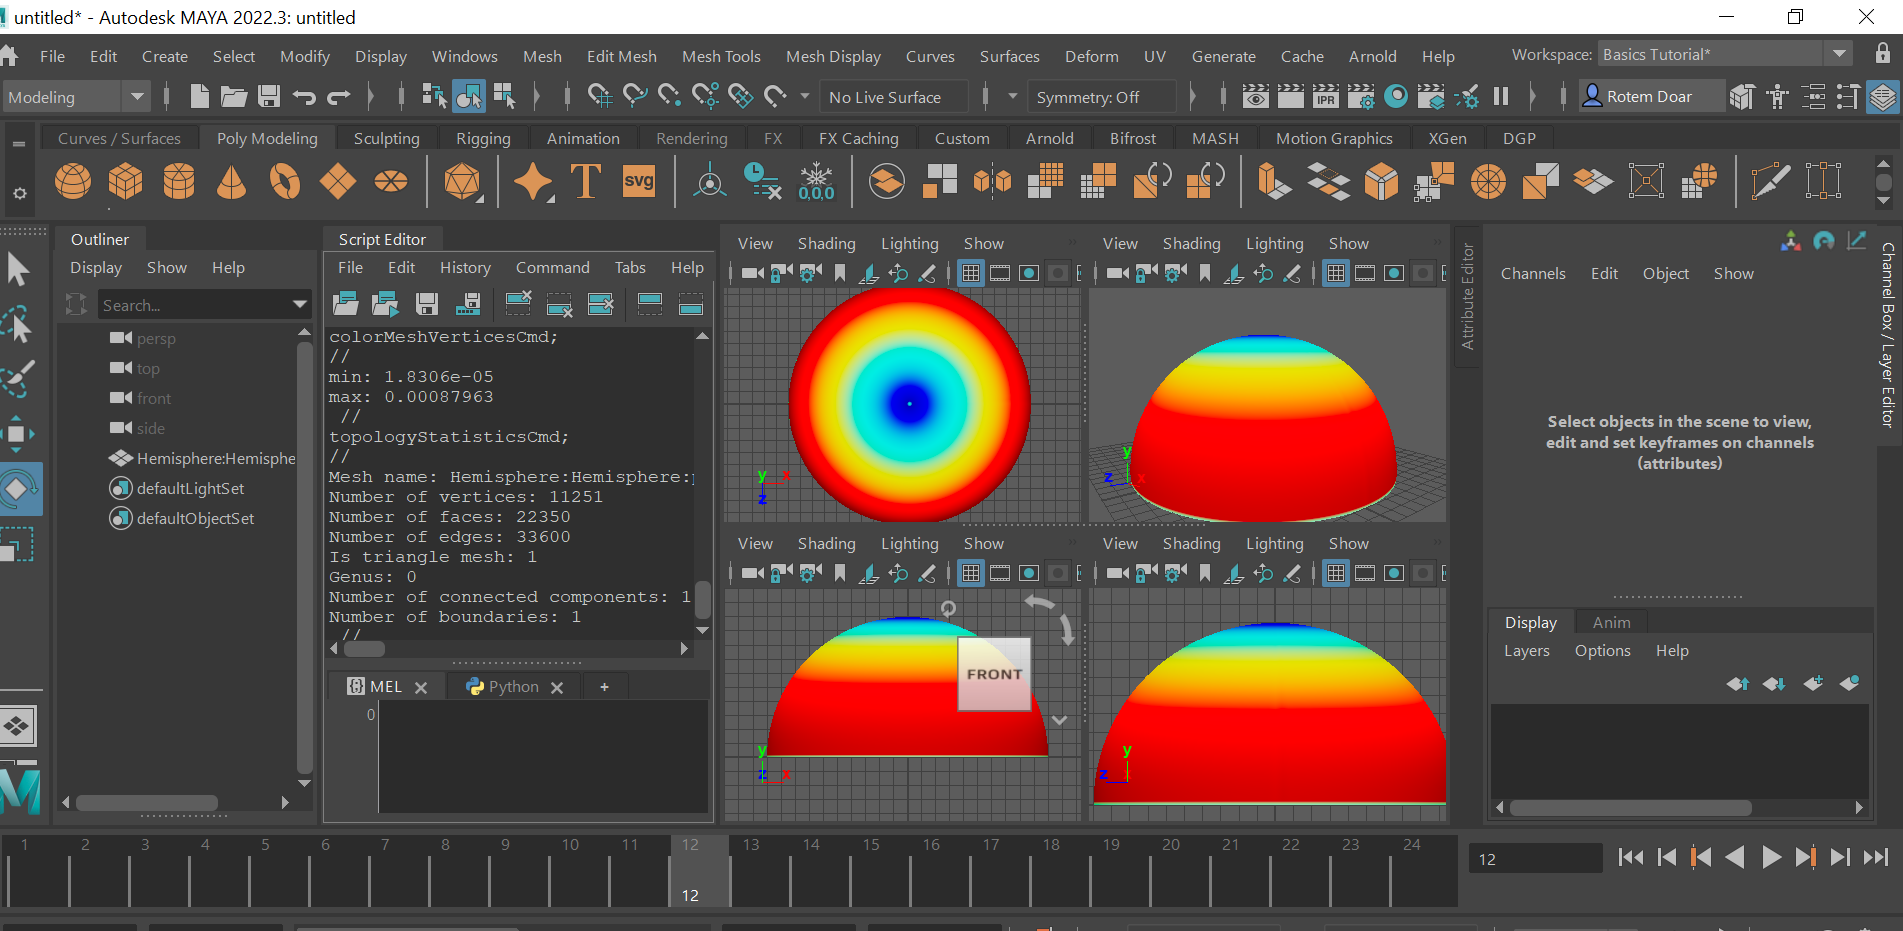 untitled* - Autodesk MAYA 2022.3: untitled
File Edit Create Select Modify Display Windows Mesh Edit Mesh Mesh Tools Mesh Display Curves Surfaces Deform UV Generate Cache Arnold Help Workspace: Basics Tutorial*
Modeling No Live Surface Symmetry: Off IPR Rotem Doar
Curves / Surfaces Poly Modeling Sculpting Rigging Animation Rendering FX FX Caching Custom Arnold Bifrost MASH Motion Graphics XGen DGP
T svg 0,0,0
Outliner
Display Show Help
Search...
persp
top
front
side
Hemisphere:Hemisphe
defaultLightSet
defaultObjectSet
Script Editor
File Edit History Command Tabs Help
colorMeshVerticesCmd;
//
min: 1.8306e-05
max: 0.00087963
//
topologyStatisticsCmd;
//
Mesh name: Hemisphere:Hemisphere:
Number of vertices: 11251
Number of faces: 22350
Number of edges: 33600
Is triangle mesh: 1
Genus: 0
Number of connected components: 1
Number of boundaries: 1
//
MEL Python +
0
View Shading Lighting Show
y x
z
View Shading Lighting Show
y
z x
View Shading Lighting Show
FRONT
y
z x
View Shading Lighting Show
y
z
Attribute Editor
Channels Edit Object Show
Select objects in the scene to view,
edit and set keyframes on channels
(attributes)
Channel Box / Layer Editor
Display Anim
Layers Options Help
1 2 3 4 5 6 7 8 9 10 11 12 13 14 15 16 17 18 19 20 21 22 23 24
12
12